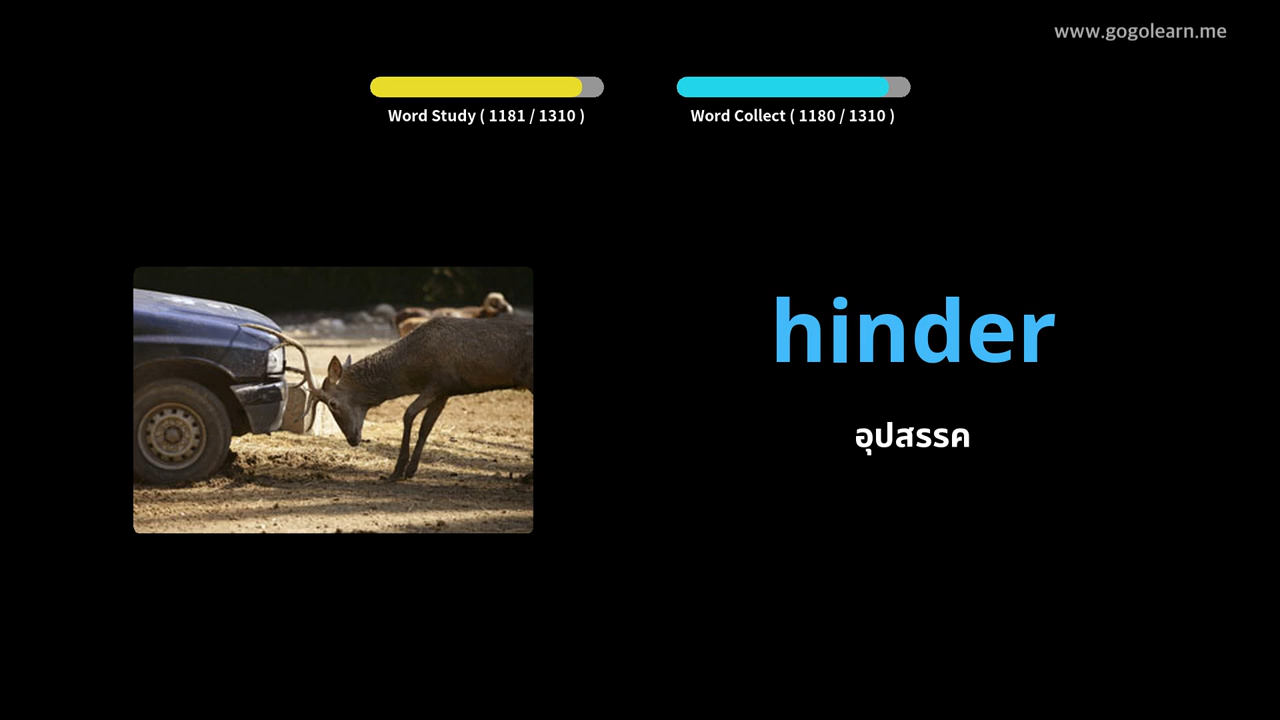 www.gogolearn.me
Word Study ( 1181 / 1310 )
Word Collect ( 1180 / 1310 )
hinder
อุปสรรค